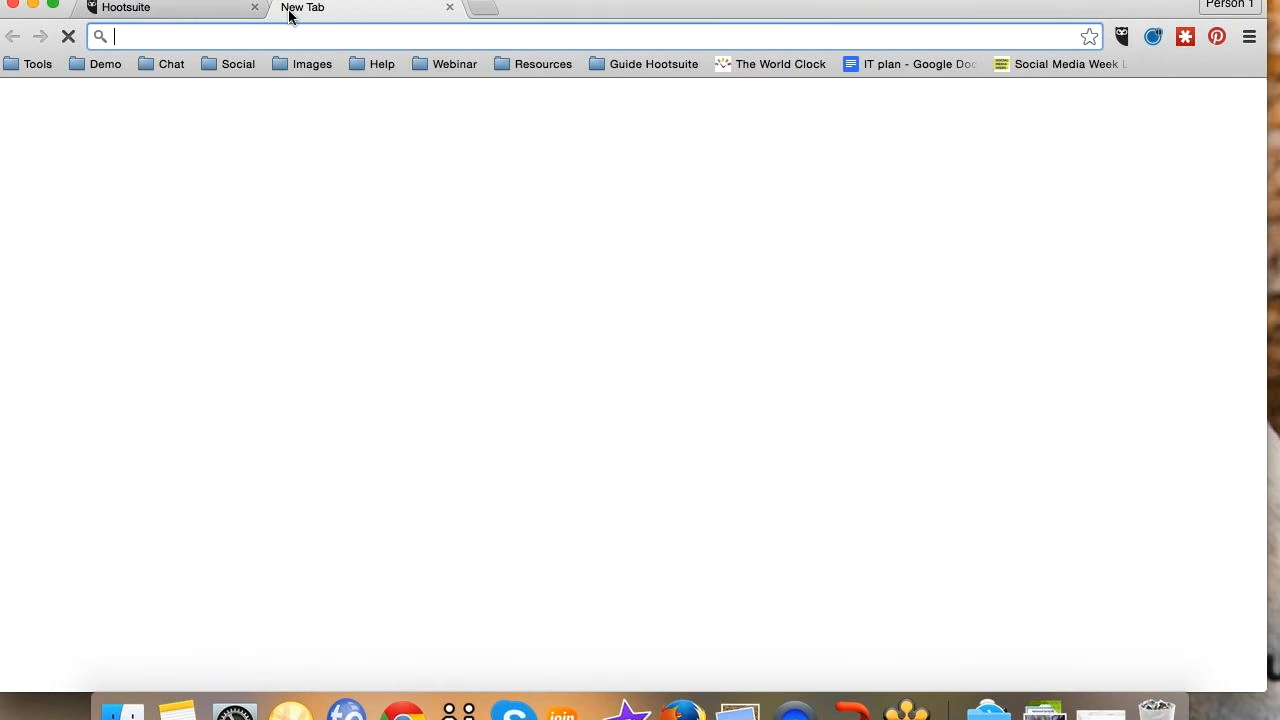 Hootsuite New Tab Person 1
Tools Demo Chat Social Images Help Webinar Resources Guide Hootsuite The World Clock IT plan - Google Doc Social Media Week L
join